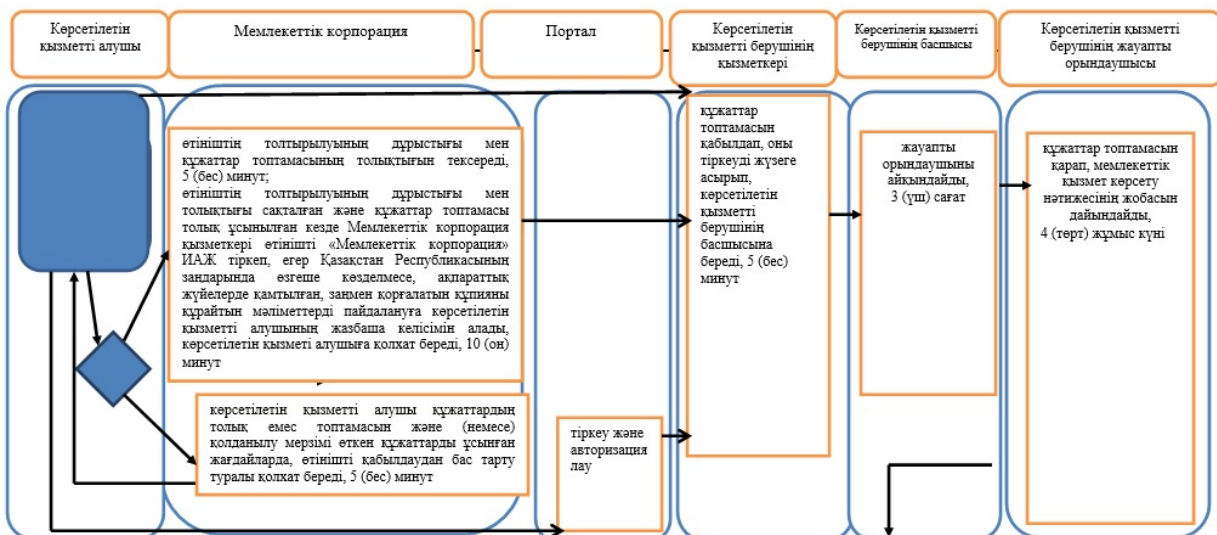 Көрсетілетін
қызметті алушы
Мемлекеттік корпорация
Портал
Көрсетілетін
қызметті берушінің
қызметкері
Көрсетілетін қызметті
берушінің басшысы
Көрсетілетін қызметті
берушінің жауапты
орындаушысы
өтініштің толтырылуының дұрыстығы мен
құжаттар топтамасының толықтығын тексереді,
5 (бес) минут;
өтініштің толтырылуының дұрыстығы мен
толықтығы сақталған және құжаттар топтамасы
толық ұсынылған кезде Мемлекеттік корпорация
қызметкері өтінішті «Мемлекеттік корпорация»
ИАЖ тіркеп, егер Қазақстан Республикасының
заңдарында өзгеше көзделмесе, ақпараттық
жүйелерде қамтылған, заңмен қорғалатын құпияны
құрайтын мәліметтерді пайдалануға көрсетілетін
қызметті алушының жазбаша келісімін алады,
көрсетілетін қызметі алушыға қолхат береді, 10 (он)
минут
көрсетілетін қызметті алушы құжаттардың
толық емес топтамасын және (немесе)
қолданылу мерзімі өткен құжаттарды ұсынған
жағдайларда, өтінішті қабылдаудан бас тарту
туралы қолхат береді, 5 (бес) минут
тіркеу және
авторизация
лау
құжаттар
топтамасын
қабылдап, оны
тіркеуді жүзеге
асырып,
көрсетілетін
қызметті
берушінің
басшысына
береді, 5 (бес)
минут
жауапты
орындаушыны
айқындайды,
3 (үш) сағат
құжаттар топтамасын
қарап, мемлекеттік
қызмет көрсету
нәтижесінің жобасын
дайындайды,
4 (төрт) жұмыс күні